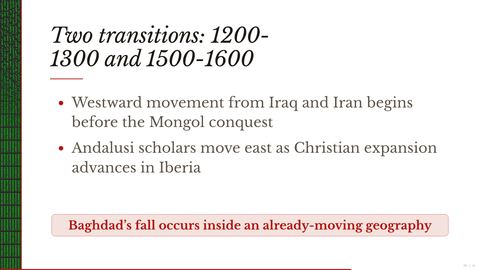 Two transitions: 1200-
1300 and 1500-1600
• Westward movement from Iraq and Iran begins
before the Mongol conquest
• Andalusi scholars move east as Christian expansion
advances in Iberia
Baghdad’s fall occurs inside an already-moving geography